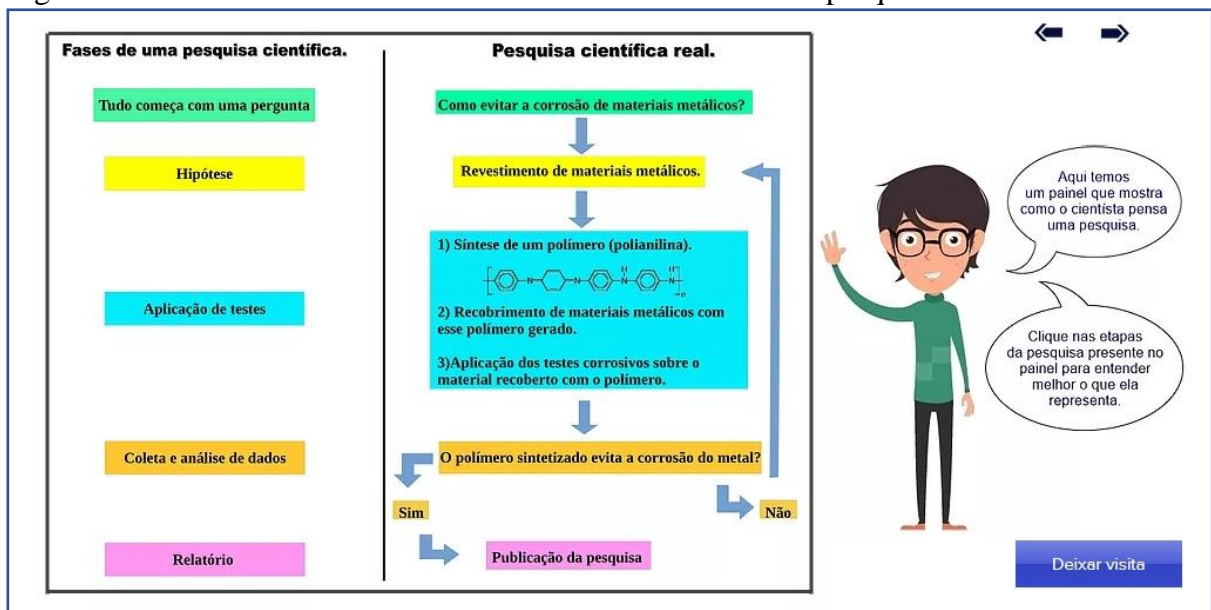 Fases de uma pesquisa científica.
Tudo começa com uma pergunta
Hipótese
Aplicação de testes
Coleta e análise de dados
Relatório
Pesquisa científica real.
Como evitar a corrosão de materiais metálicos?
Revestimento de materiais metálicos.
1) Síntese de um polímero (polianilina).
N
N
H
N
H
N
n
2) Recobrimento de materiais metálicos com
esse polímero gerado.
3)Aplicação dos testes corrosivos sobre o
material recoberto com o polímero.
O polímero sintetizado evita a corrosão do metal?
Sim
Não
Publicação da pesquisa
Aqui temos
um painel que mostra
como o cientísta pensa
uma pesquisa.
Clique nas etapas
da pesquisa presente no
painel para entender
melhor o que ela
representa.
Deixar visita